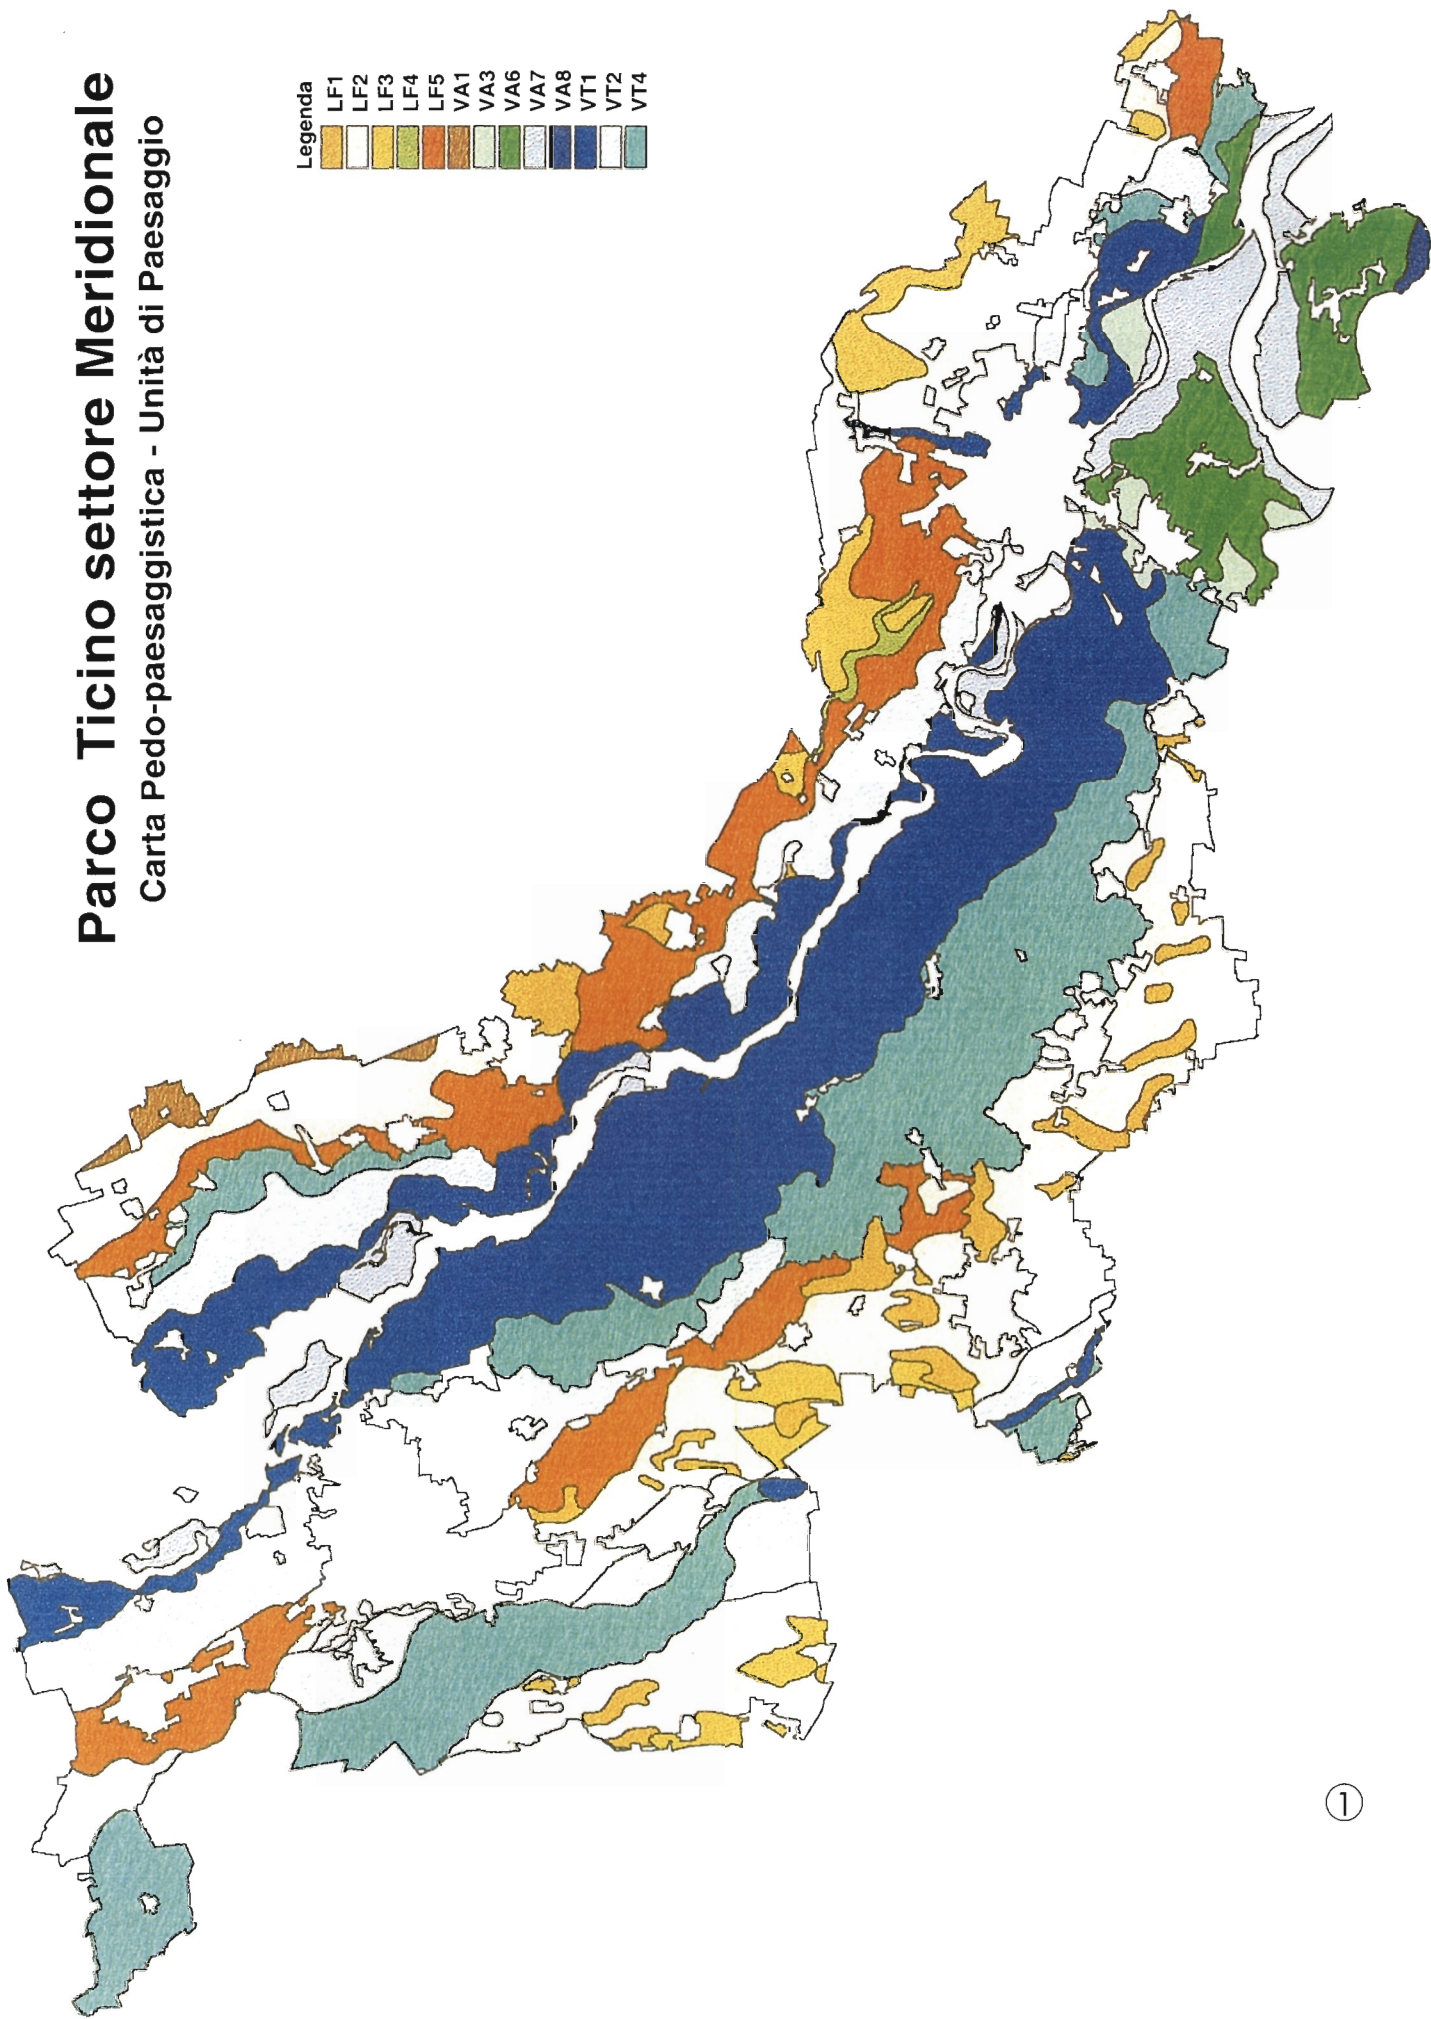 Parco Ticino settore Meridionale
Carta Pedo-paesaggistica - Unità di Paesaggio
Legenda
LF1
LF2
LF3
LF4
LF5
VA1
VA3
VA6
VA7
VA8
VT1
VT2
VT4
①